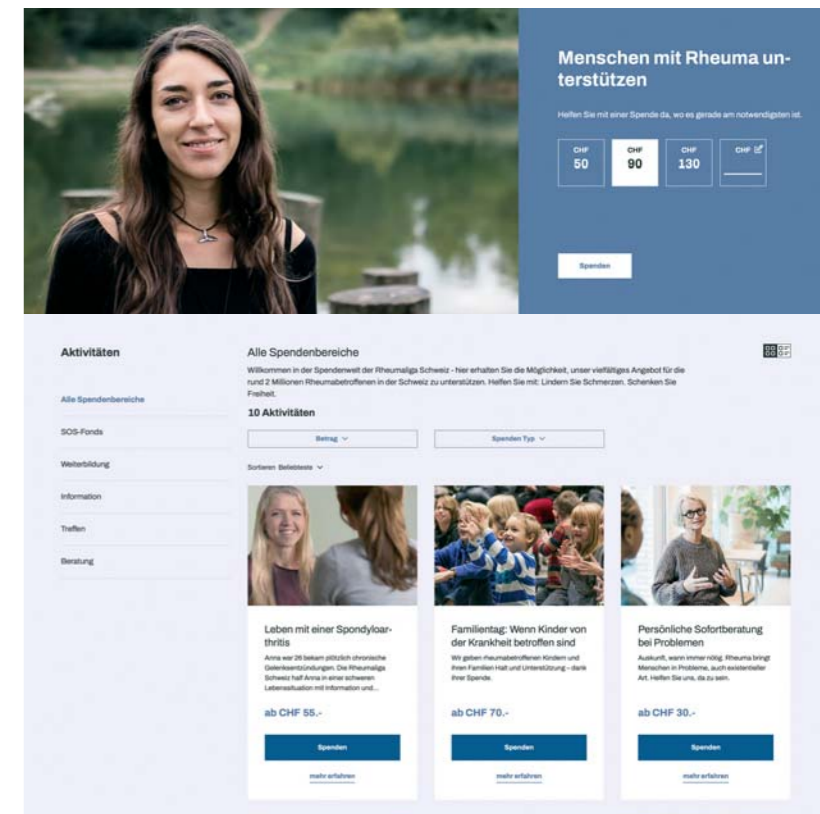 Menschen mit Rheuma un-
terstützen
Helfen Sie mit einer Spende da, wo es gerade am notwendigsten ist.
CHF
50
CHF
90
CHF
130
CHF
Spenden
Aktivitäten
Alle Spendenbereiche
SOS-Fonds
Weiterbildung
Information
Treffen
Beratung
Alle Spendenbereiche
Willkommen in der Spendenwelt der Rheumaliga Schweiz - hier erhalten Sie die Möglichkeit, unser vielfältiges Angebot für die
rund 2 Millionen Rheumabetroffenen in der Schweiz zu unterstützen. Helfen Sie mit: Lindern Sie Schmerzen. Schenken Sie
Freiheit.
10 Aktivitäten
Betrag
Spenden Typ
Sortieren Beliebteste
Leben mit einer Spondyloar-
thritis
Anna war 26 bekam plötzlich chronische
Gelenksentzündungen. Die Rheumaliga
Schweiz half Anna in einer schweren
Lebenssituation mit Information und...
ab CHF 55.-
Spenden
mehr erfahren
Familientag: Wenn Kinder von
der Krankheit betroffen sind
Wir geben rheumabetroffenen Kindern und
ihren Familien Halt und Unterstützung – dank
Ihrer Spende.
ab CHF 70.-
Spenden
mehr erfahren
Persönliche Sofortberatung
bei Problemen
Auskunft, wann immer nötig. Rheuma bringt
Menschen in Probleme, auch existentieller
Art. Helfen Sie uns, da zu sein.
ab CHF 30.-
Spenden
mehr erfahren